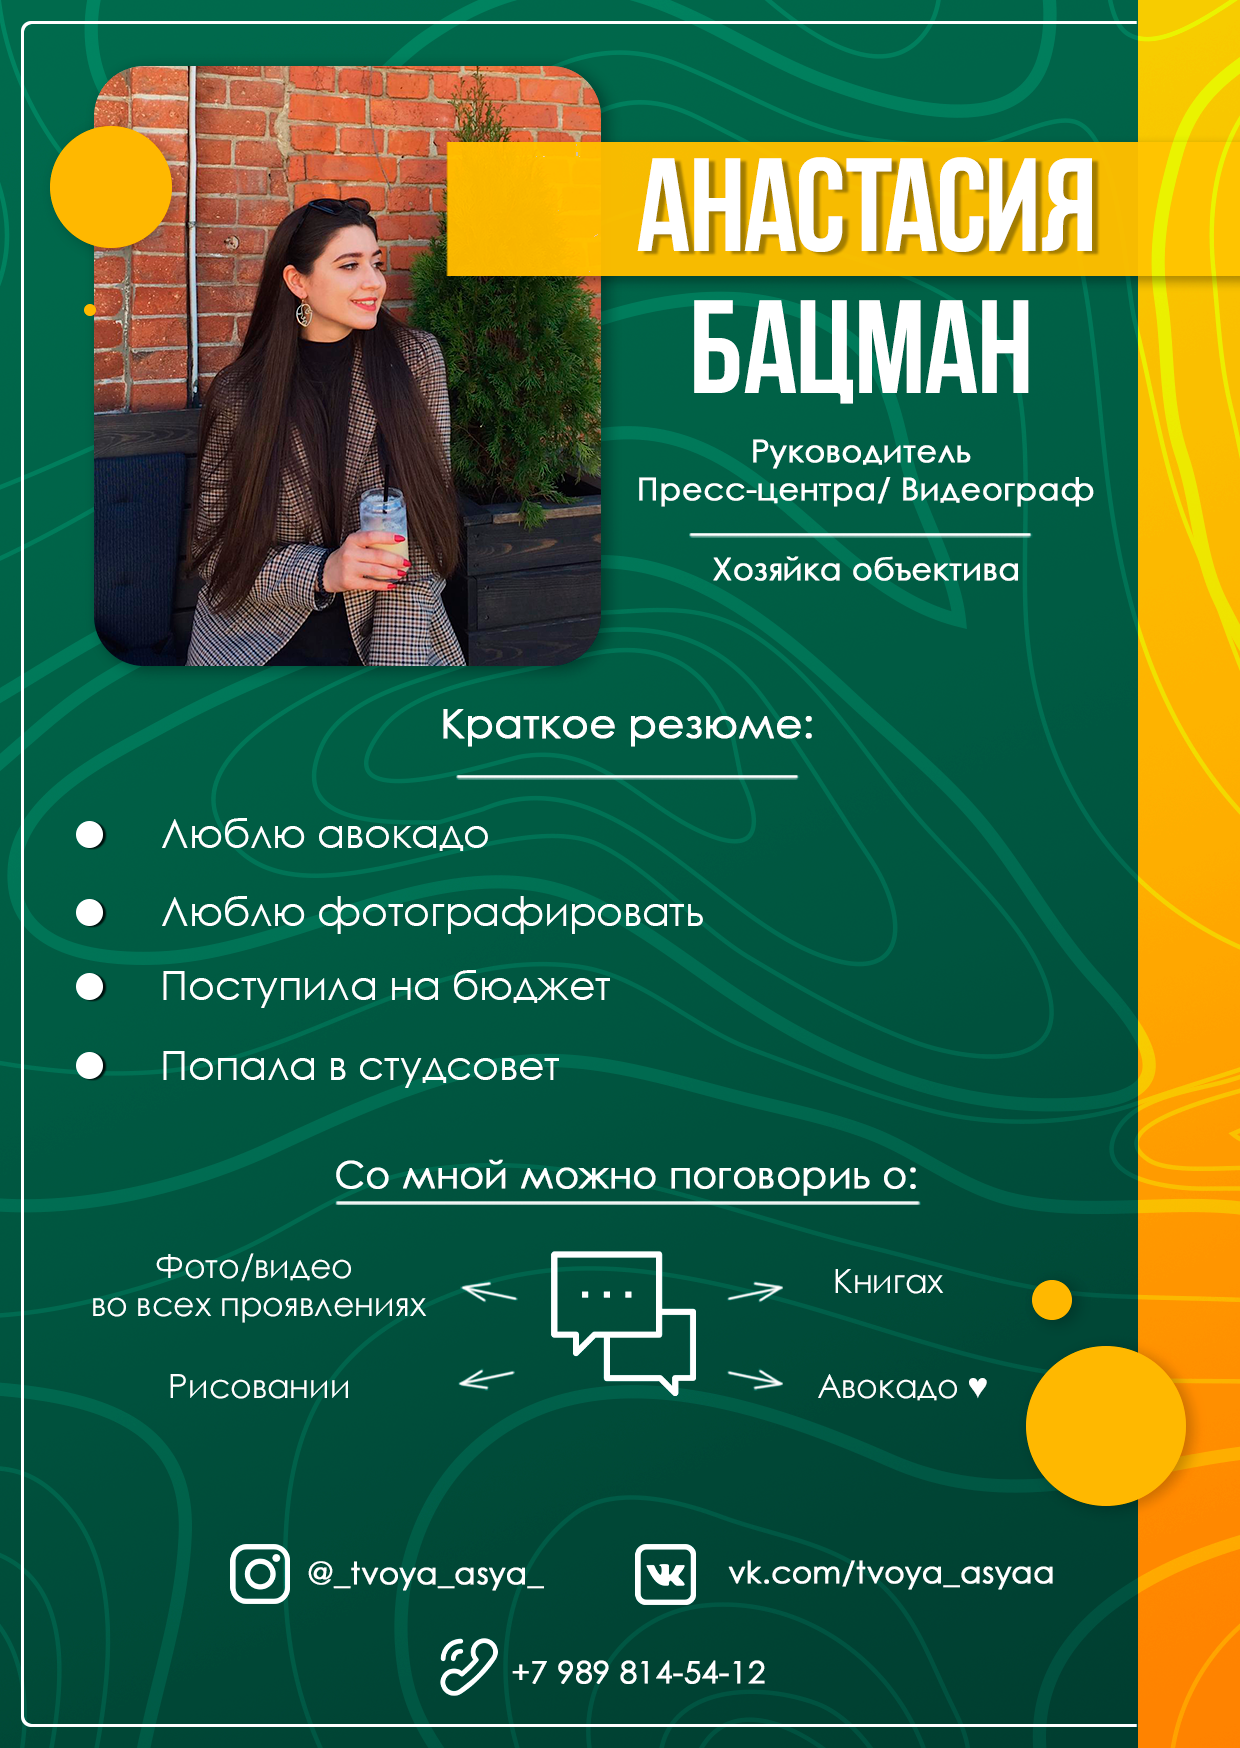 АНАСТАСИЯ
БАЦМАН
Руководитель
Пресс-центра/ Видеограф
Хозяйка объектива
Краткое резюме:
Люблю авокадо
Люблю фотографировать
Поступила на бюджет
Попала в студсовет
Со мной можно поговориь о:
Фото/видео
во всех проявлениях
Книгах
Рисовании
Авокадо ♥
@_tvoya_asya_
vk.com/tvoya_asyaa
+7 989 814-54-12